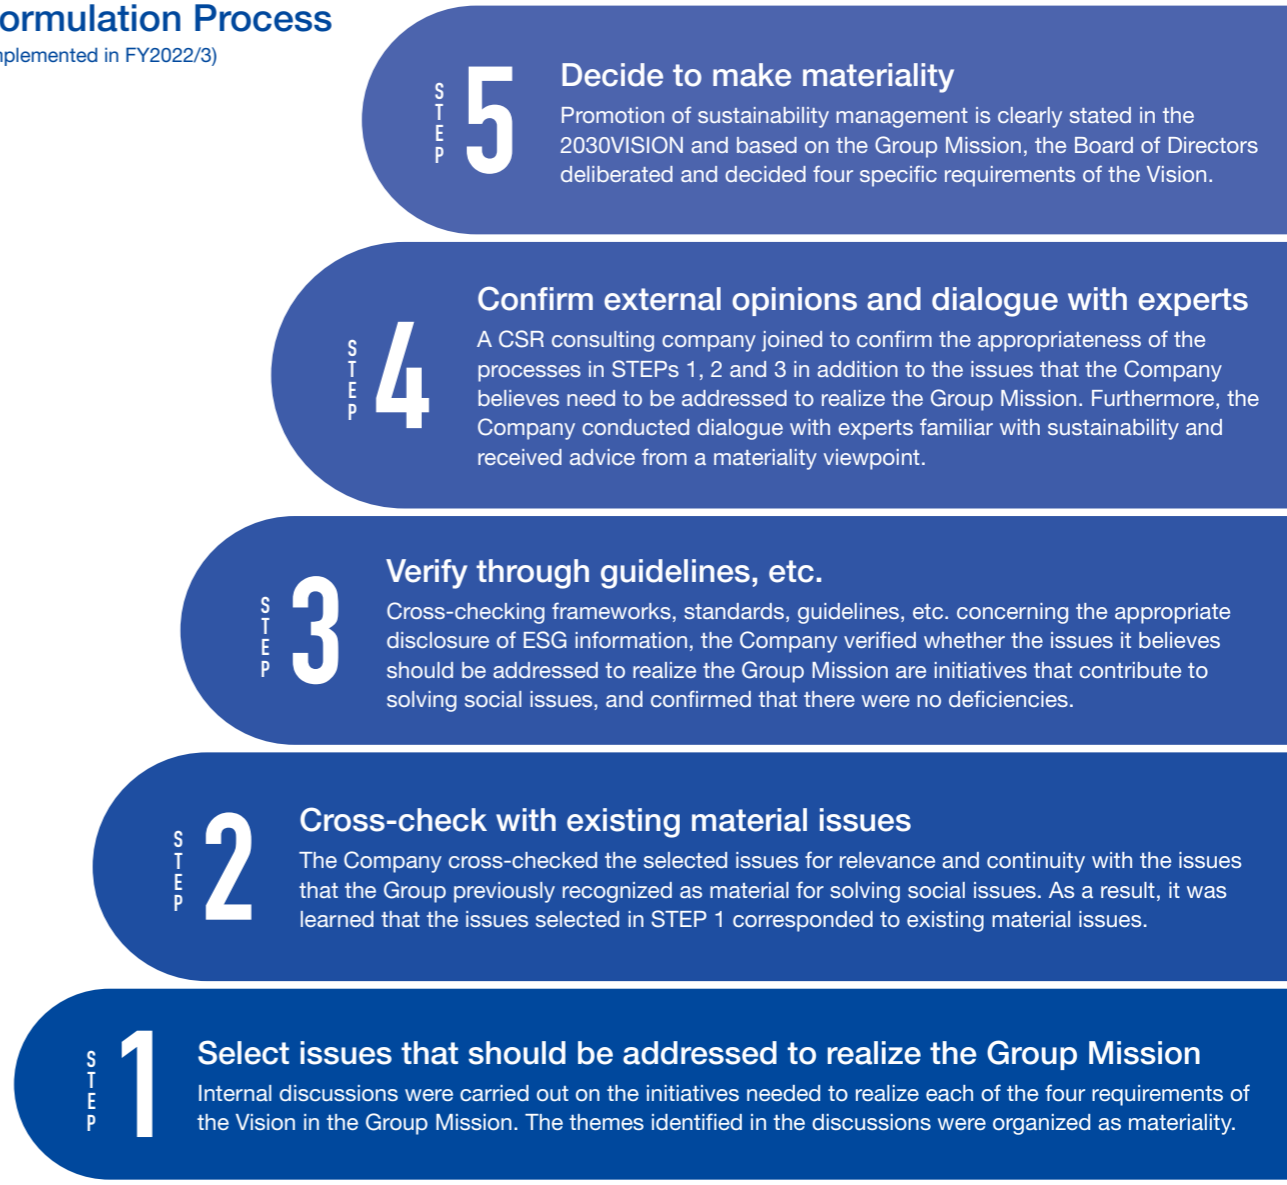 ormulation Process
nplemented in FY2022/3)
STEP 5
Decide to make materiality
Promotion of sustainability management is clearly stated in the
2030VISION and based on the Group Mission, the Board of Directors
deliberated and decided four specific requirements of the Vision.
STEP 4
Confirm external opinions and dialogue with experts
A CSR consulting company joined to confirm the appropriateness of the
processes in STEPs 1, 2 and 3 in addition to the issues that the Company
believes need to be addressed to realize the Group Mission. Furthermore, the
Company conducted dialogue with experts familiar with sustainability and
received advice from a materiality viewpoint.
STEP 3
Verify through guidelines, etc.
Cross-checking frameworks, standards, guidelines, etc. concerning the appropriate
disclosure of ESG information, the Company verified whether the issues it believes
should be addressed to realize the Group Mission are initiatives that contribute to
solving social issues, and confirmed that there were no deficiencies.
STEP 2
Cross-check with existing material issues
The Company cross-checked the selected issues for relevance and continuity with the issues
that the Group previously recognized as material for solving social issues. As a result, it was
learned that the issues selected in STEP 1 corresponded to existing material issues.
STEP 1
Select issues that should be addressed to realize the Group Mission
Internal discussions were carried out on the initiatives needed to realize each of the four requirements of
the Vision in the Group Mission. The themes identified in the discussions were organized as materiality.